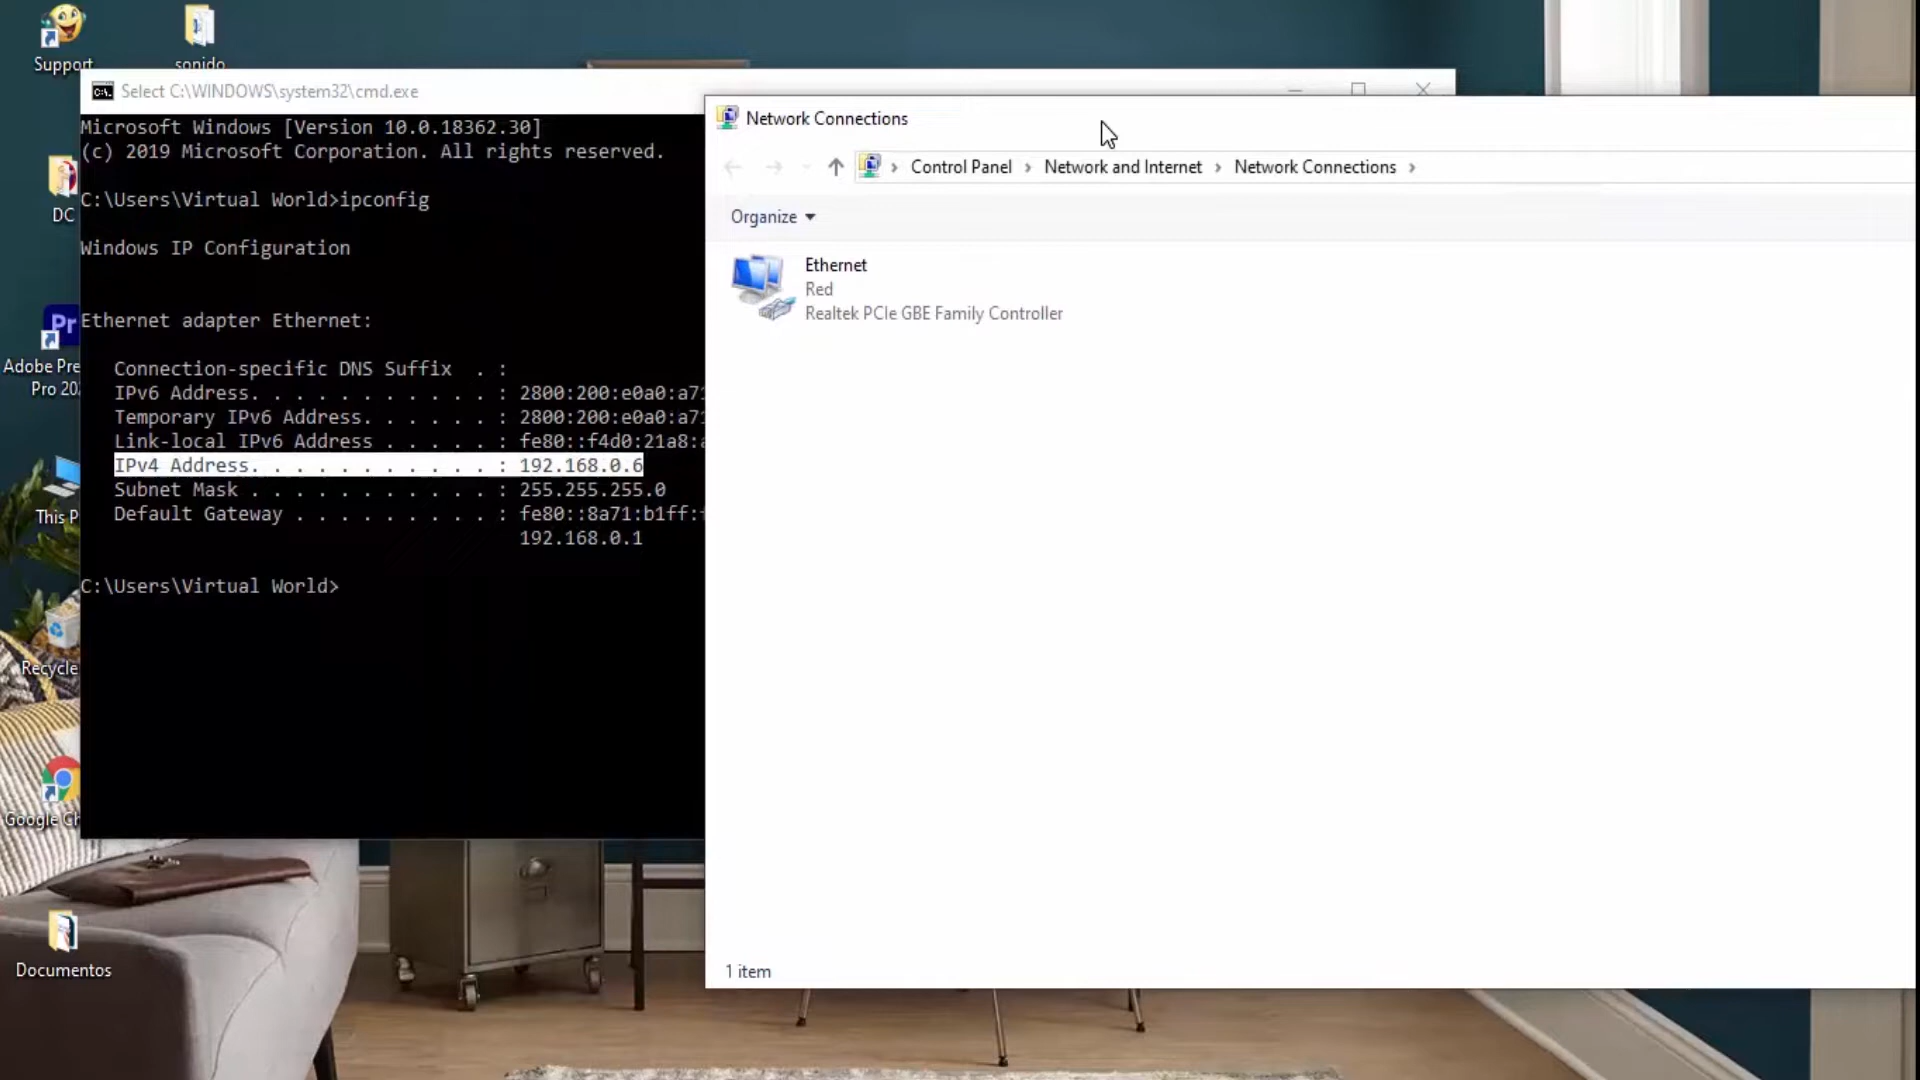 Support
sonido
DC
Adobe Pre
Pro 20
This P
Recycle
Google Ch
Documentos
Select C:\WINDOWS\system32\cmd.exe
Microsoft Windows [Version 10.0.18362.30]
(c) 2019 Microsoft Corporation. All rights reserved.
C:\Users\Virtual World>ipconfig
Windows IP Configuration
Ethernet adapter Ethernet:
Connection-specific DNS Suffix . :
IPv6 Address. . . . . . . . . . . : 2800:200:e0a0:a71
Temporary IPv6 Address. . . . . . : 2800:200:e0a0:a71
Link-local IPv6 Address . . . . . : fe80::f4d0:21a8:
IPv4 Address. . . . . . . . . . . : 192.168.0.6
Subnet Mask . . . . . . . . . . . : 255.255.255.0
Default Gateway . . . . . . . . . : fe80::8a71:b1ff:
192.168.0.1
C:\Users\Virtual World>
Network Connections
Control Panel > Network and Internet > Network Connections >
Organize
Ethernet
Red
Realtek PCIe GBE Family Controller
1 item
Pr